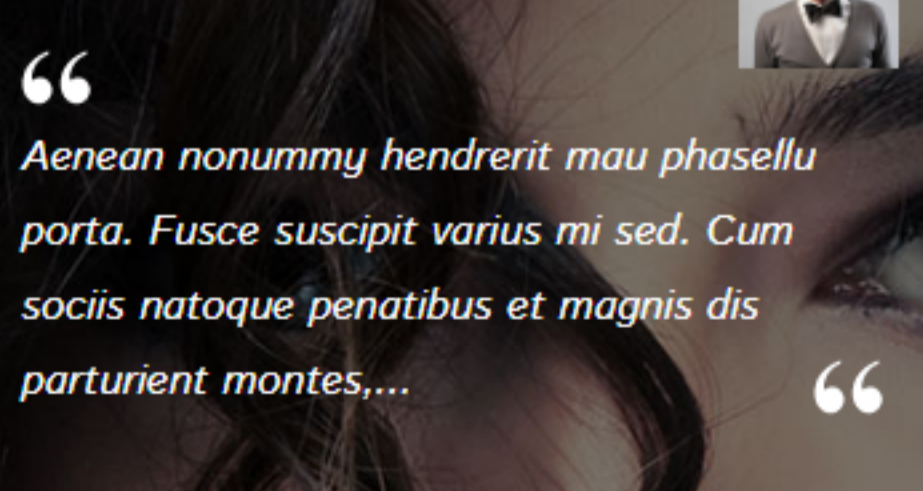 “
Aenean nonummy hendrerit mau phasellu
porta. Fusce suscipit varius mi sed. Cum
sociis natoque penatibus et magnis dis
parturient montes,...
“